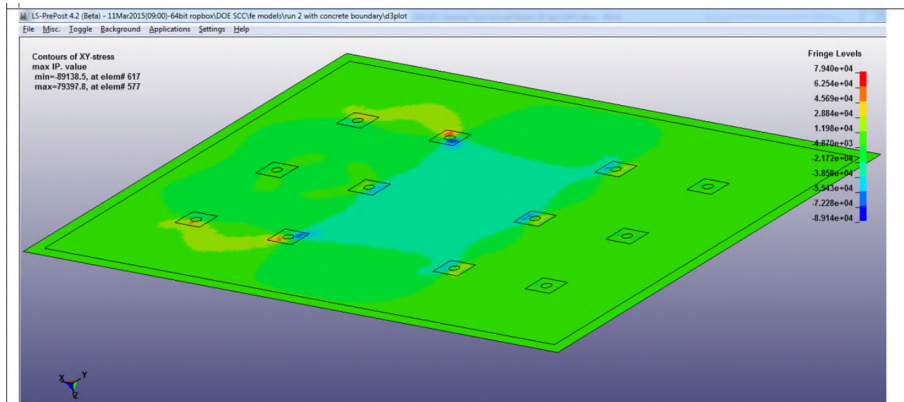 LS-PrePost 4.2 (Beta) - 11Mar2015(09:00)-64bit ropbox\DOE SCC\fe models\run 2 with concrete boundary\d3plot
File Misc. Toggle Background Applications Settings Help
Contours of XY-stress
max IP. value
min=-89138.5, at elem# 617
max=79397.8, at elem# 577
Fringe Levels
7.940e+04
6.254e+04
4.569e+04
2.884e+04
1.198e+04
-4.870e+03
-2.172e+04
-3.858e+04
-5.543e+04
-7.228e+04
-8.914e+04
X
Y
Z